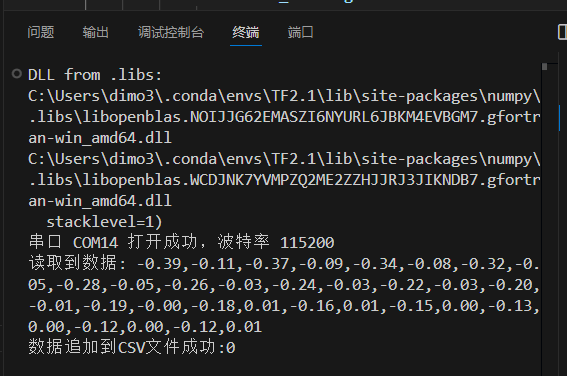 问题 输出 调试控制台 终端 端口
DLL from .libs:
C:\Users\dimo3\.conda\envs\TF2.1\lib\site-packages\numpy\
.libs\libopenblas.NOIJJG62EMASZI6NYURL6JBKM4EVBGM7.gfortr
an-win_amd64.dll
C:\Users\dimo3\.conda\envs\TF2.1\lib\site-packages\numpy\
.libs\libopenblas.WCDJNK7YVMPZQ2ME2ZZHJJRJ3JIKNDB7.gfortr
an-win_amd64.dll
  stacklevel=1)
串口 COM14 打开成功，波特率 115200
读取到数据: -0.39,-0.11,-0.37,-0.09,-0.34,-0.08,-0.32,-0.
05,-0.28,-0.05,-0.26,-0.03,-0.24,-0.03,-0.22,-0.03,-0.20,
-0.01,-0.19,-0.00,-0.18,0.01,-0.16,0.01,-0.15,0.00,-0.13,
0.00,-0.12,0.00,-0.12,0.01
数据追加到CSV文件成功:0